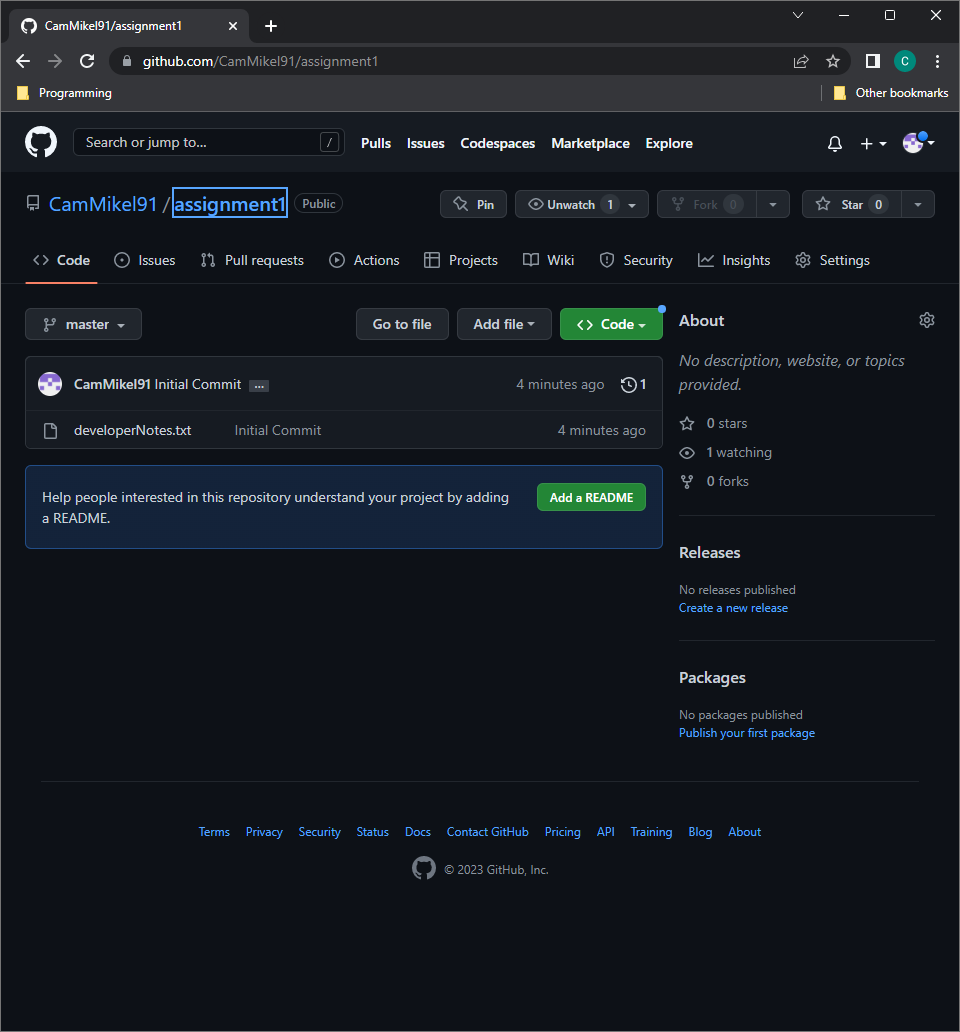 CamMikel91/assignment1
github.com/CamMikel91/assignment1
C
Programming
Other bookmarks
Search or jump to...
/
Pulls Issues Codespaces Marketplace Explore
CamMikel91 / assignment1 Public
Pin Unwatch 1 Fork 0 Star 0
Code Issues Pull requests Actions Projects Wiki Security Insights Settings
master Go to file Add file Code
CamMikel91 Initial Commit ... 4 minutes ago 1
developerNotes.txt Initial Commit 4 minutes ago
Help people interested in this repository understand your project by adding
a README.
Add a README
About
No description, website, or topics
provided.
0 stars
1 watching
0 forks
Releases
No releases published
Create a new release
Packages
No packages published
Publish your first package
Terms Privacy Security Status Docs Contact GitHub Pricing API Training Blog About
© 2023 GitHub, Inc.